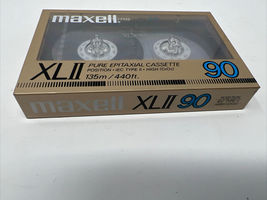 maxell
XLII
PURE EPITAXIAL CASSETTE
POSITION • IEC TYPE II • HIGH (CrO2)
135m/440ft.
90
maxell XLII 90